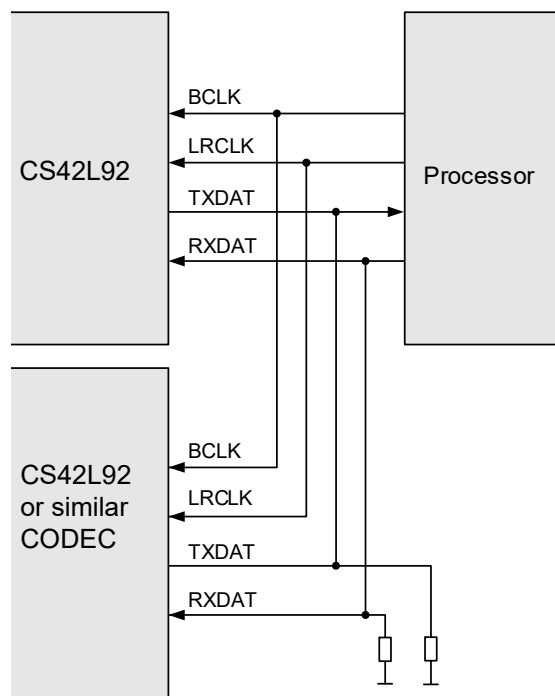 BCLK
LRCLK
CS42L92
Processor
TXDAT
RXDAT
BCLK
CS42L92
or similar
CODEC
LRCLK
TXDAT
RXDAT